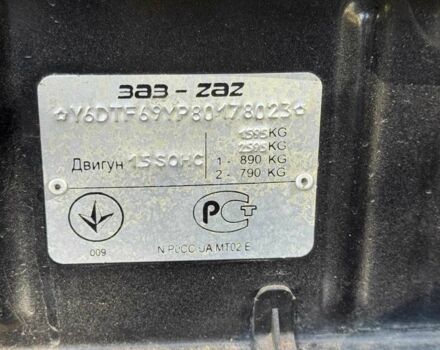 ЗАЗ - ZAZ
☆Y6DTF69YP80178023☆
1595KG
2595KG
Двигун 1.5 SOHC 1 - 890 KG
2 - 790 KG
PCT
009
N РОСС UA MT02 E